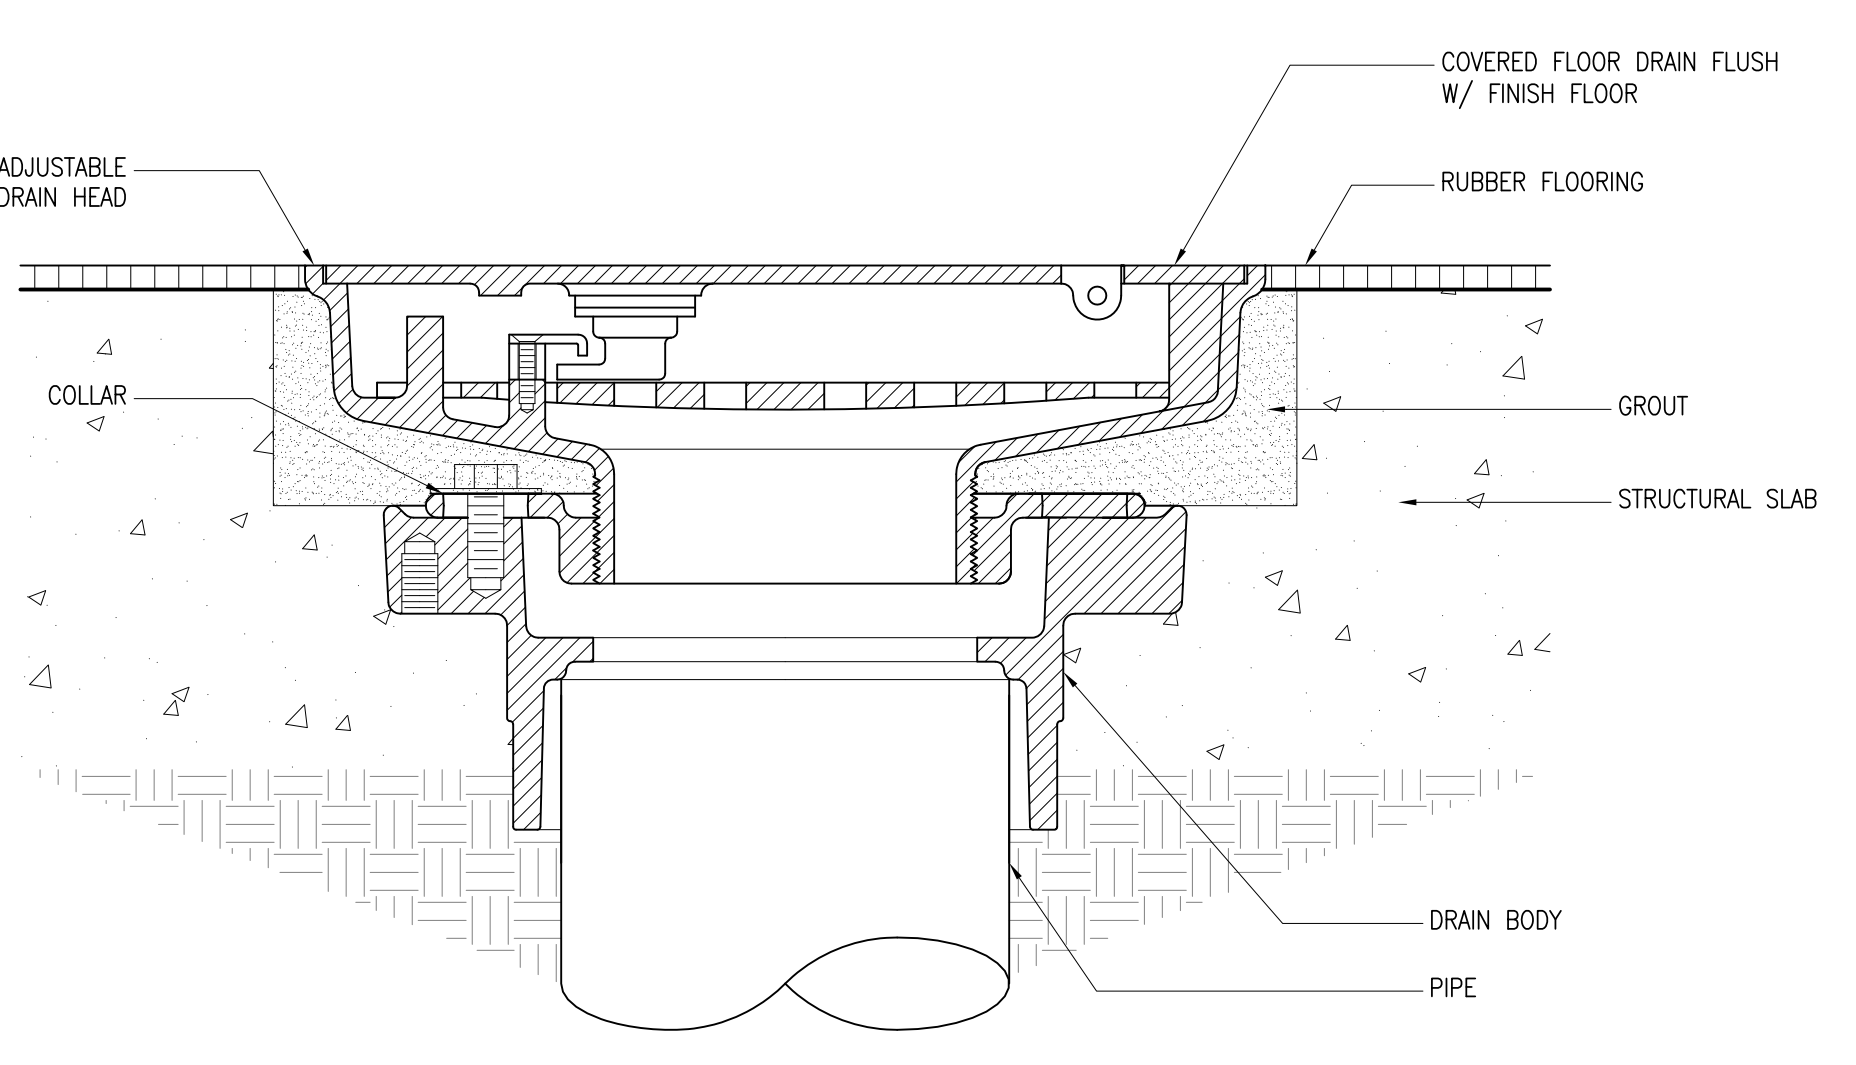 COVERED FLOOR DRAIN FLUSH
W/ FINISH FLOOR
ADJUSTABLE
DRAIN HEAD
RUBBER FLOORING
COLLAR
GROUT
STRUCTURAL SLAB
DRAIN BODY
PIPE